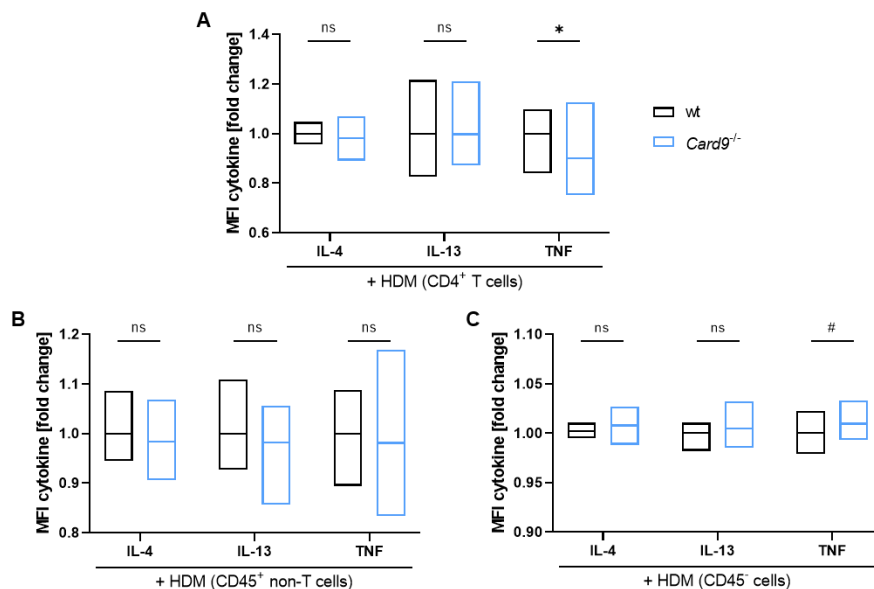 A
ns
ns
*
MFI cytokine [fold change]
1.4
1.2
1.0
0.8
0.6
IL-4
IL-13
TNF
+ HDM (CD4⁺ T cells)
wt
Card9⁻/⁻
B
ns
ns
ns
MFI cytokine [fold change]
1.2
1.1
1.0
0.9
0.8
IL-4
IL-13
TNF
+ HDM (CD45⁺ non-T cells)
C
ns
ns
#
MFI cytokine [fold change]
1.10
1.05
1.00
0.95
0.90
IL-4
IL-13
TNF
+ HDM (CD45⁻ cells)